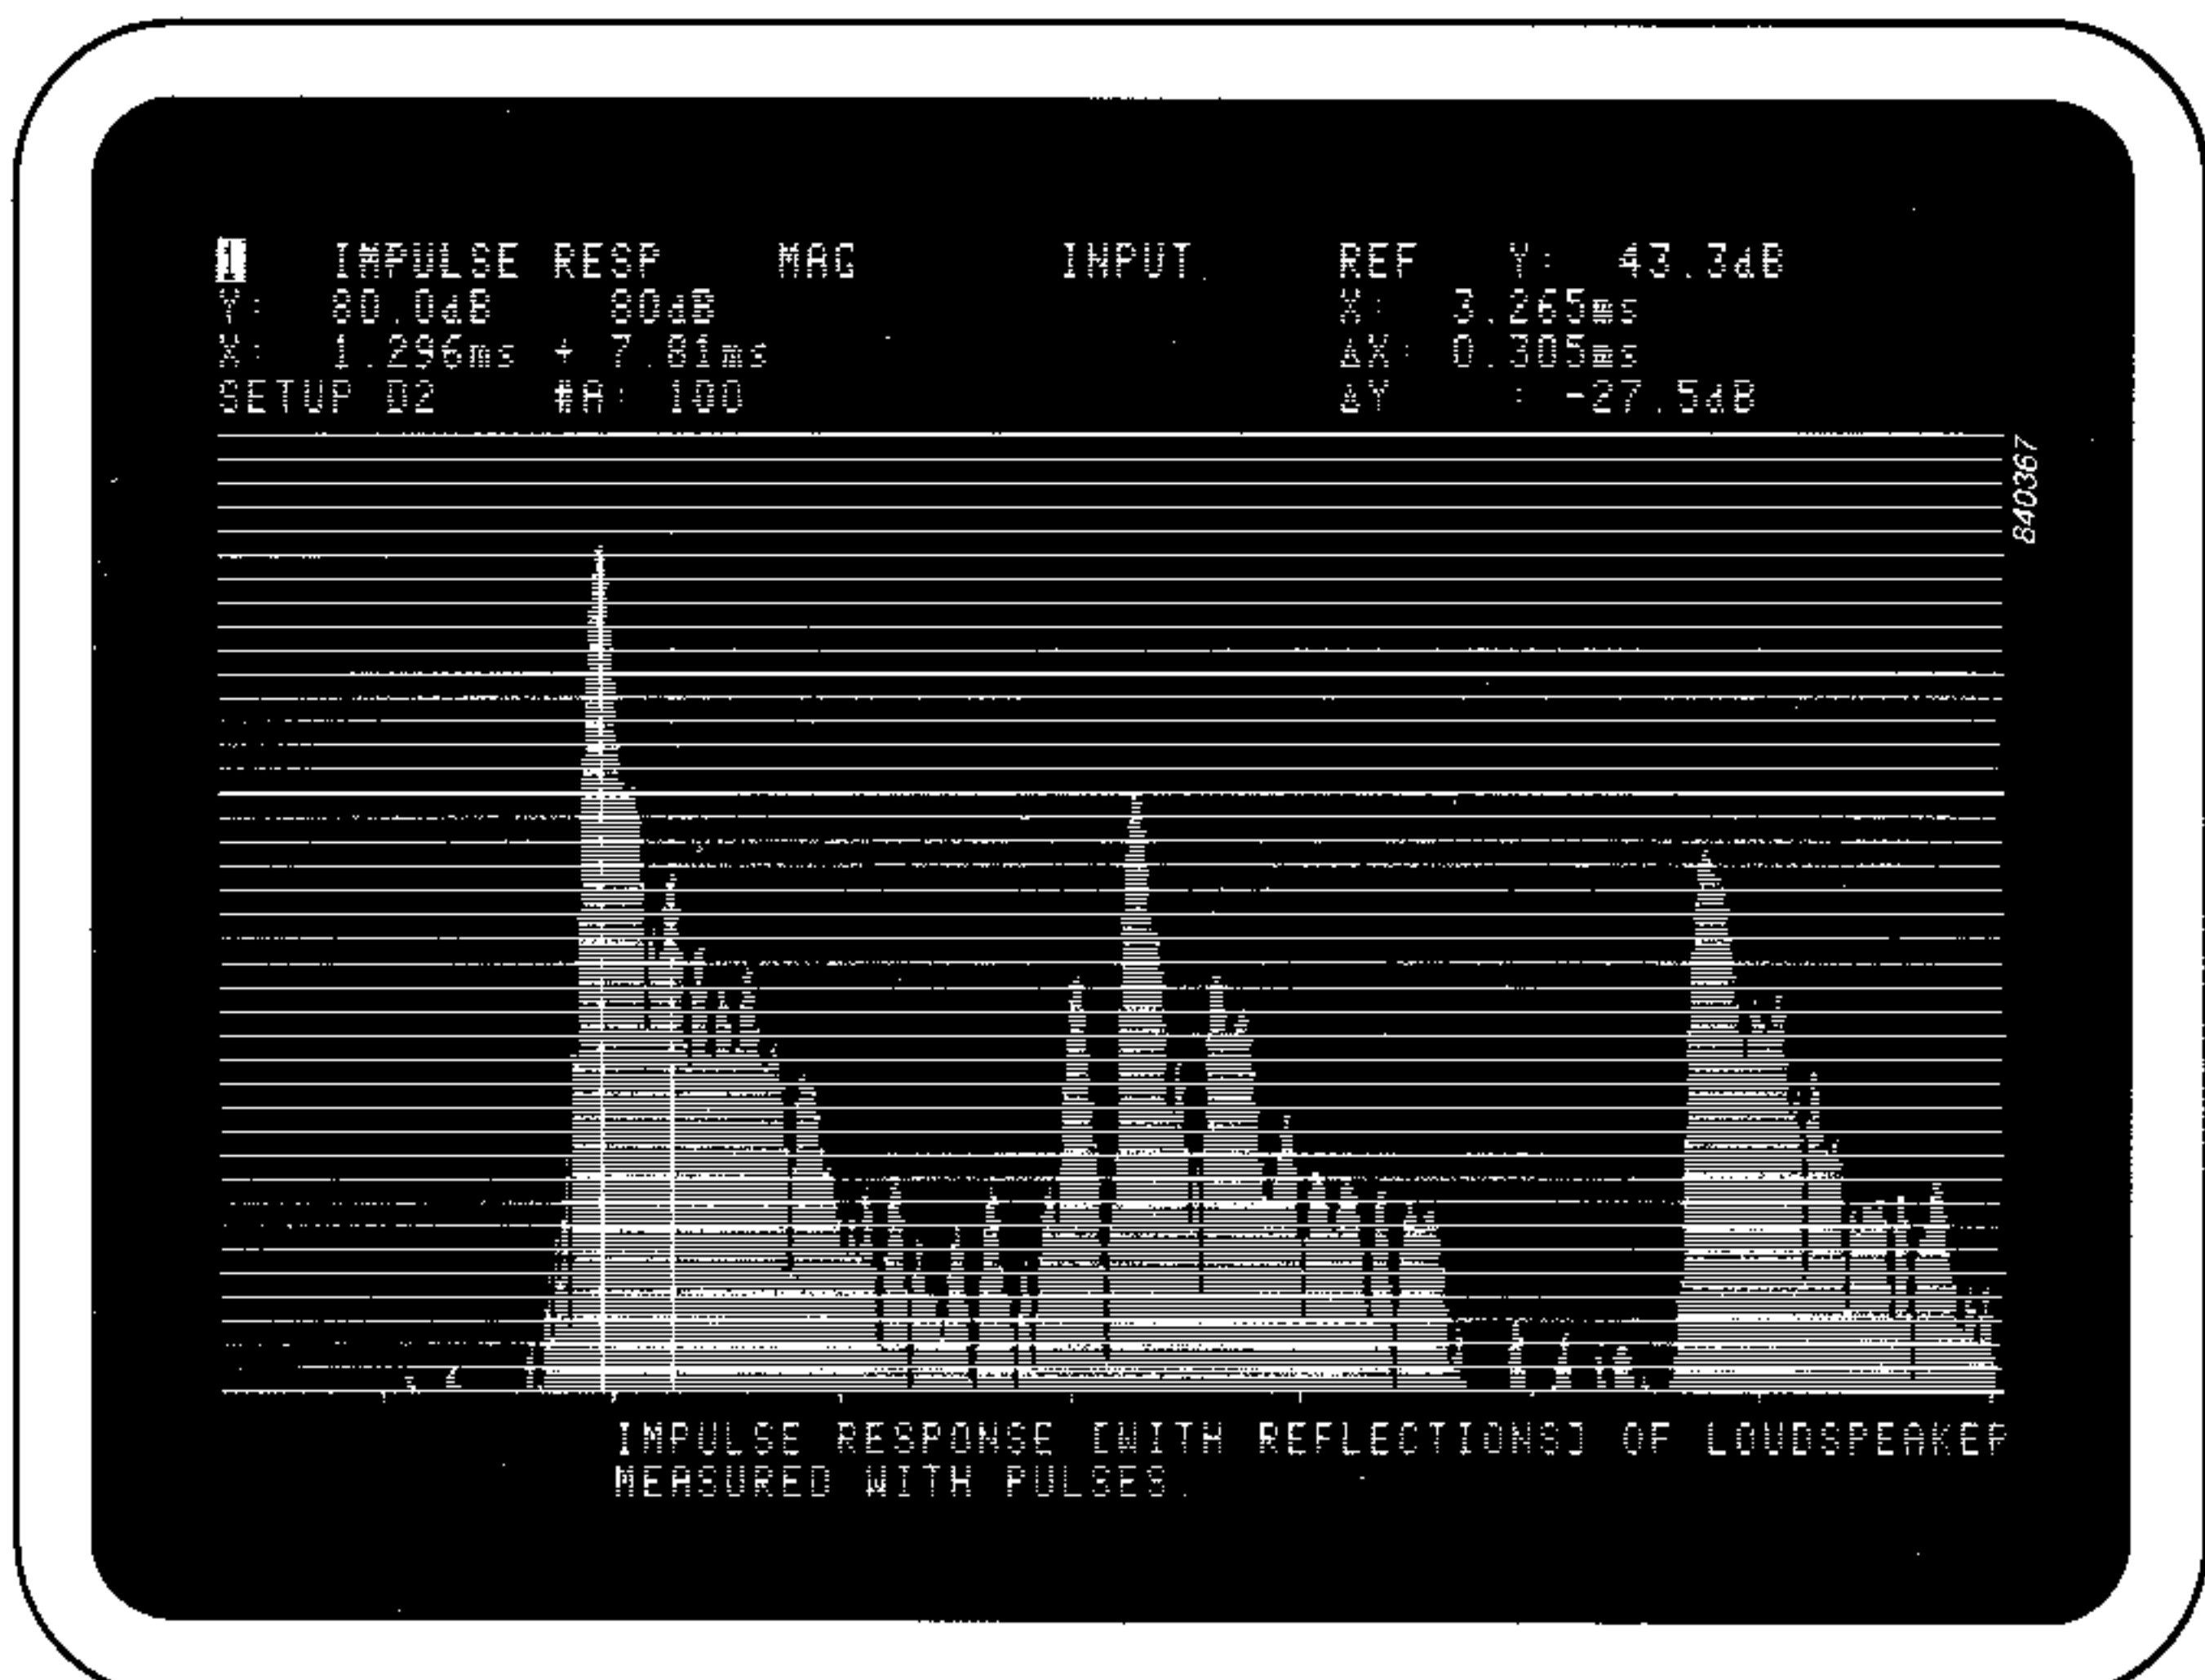 1 IMPULSE RESP MAG INPUT REF Y: 43.3dB
Y: 80.0dB 80dB X: 3.265ms
X: 1.296ms + 7.81ms ΔX: 0.305ms
SETUP D2 #A: 100 ΔY : -27.5dB
840367
IMPULSE RESPONSE [WITH REFLECTIONS] OF LOUDSPEAKER
MEASURED WITH PULSES.